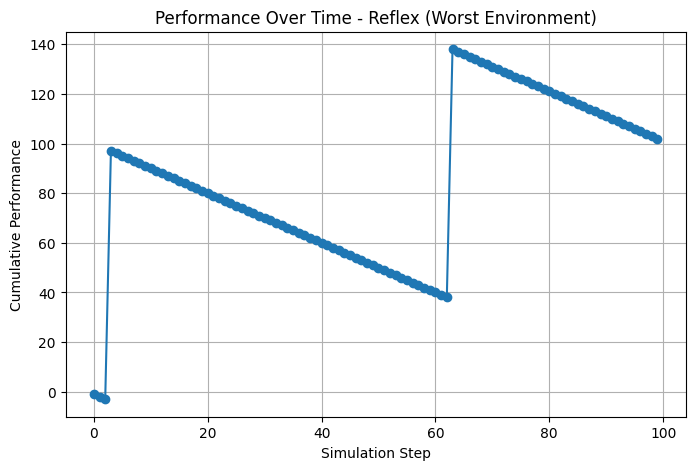 Performance Over Time - Reflex (Worst Environment)
140
120
100
80
60
40
20
0
Cumulative Performance
0 20 40 60 80 100
Simulation Step